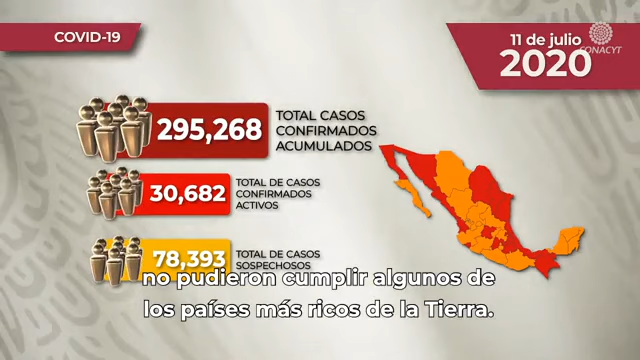 COVID-19
11 de julio
2020
CONACYT
295,268
TOTAL CASOS
CONFIRMADOS
ACUMULADOS
30,682
TOTAL DE CASOS
CONFIRMADOS
ACTIVOS
78,393
TOTAL DE CASOS
SOSPECHOSOS
no pudieron cumplir algunos de
los países más ricos de la Tierra.